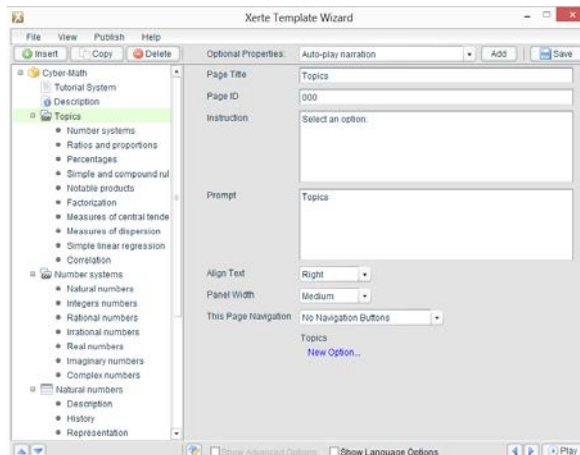 Xerte Template Wizard
File View Publish Help
Insert Copy Delete Optional Properties: Auto-play narration Add Save
Cyber-Math
Tutorial System
Description
Topics
Number systems
Ratios and proportions
Percentages
Simple and compound rul
Notable products
Factorization
Measures of central tende
Measures of dispersion
Simple linear regression
Correlation
Number systems
Natural numbers
Integers numbers
Rational numbers
Irrational numbers
Real numbers
Imaginary numbers
Complex numbers
Natural numbers
Description
History
Representation
Page Title Topics
Page ID 000
Instruction Select an option:
Prompt Topics
Align Text Right
Panel Width Medium
This Page Navigation No Navigation Buttons
Topics
New Option...
Show Advanced Options Show Language Options Play